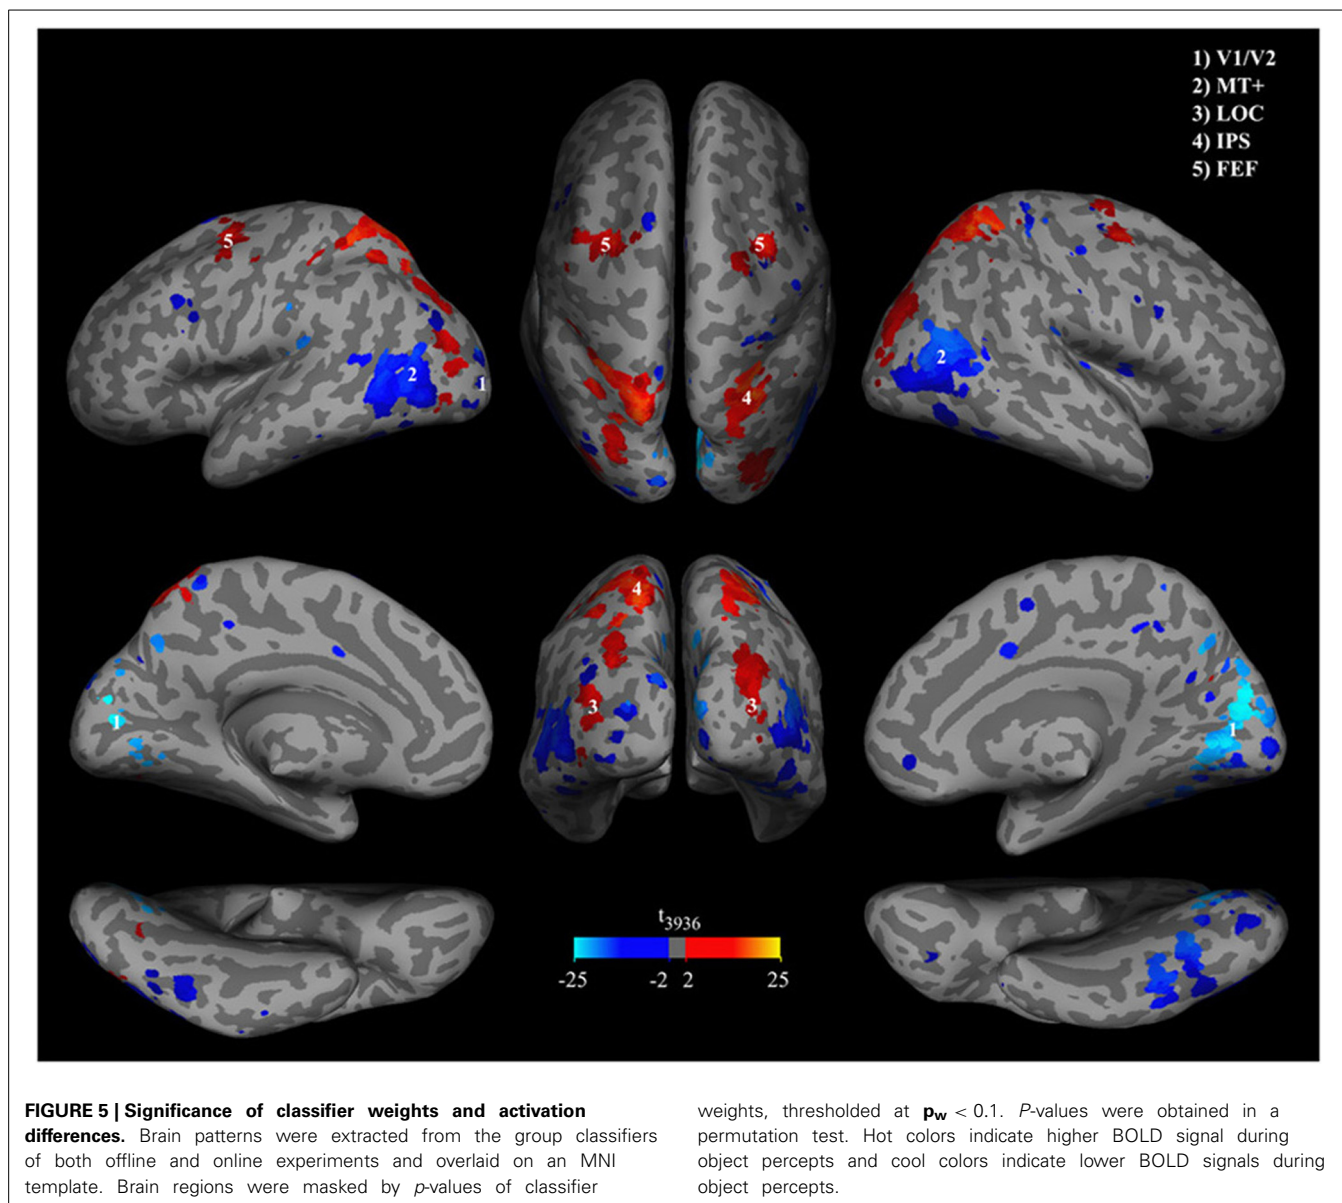 1) V1/V2
2) MT+
3) LOC
4) IPS
5) FEF
5
2
1
5
5
4
2
1
4
3
3
1
t3936
-25
-2
2
25
FIGURE 5 | Significance of classifier weights and activation
differences. Brain patterns were extracted from the group classifiers
of both offline and online experiments and overlaid on an MNI
template. Brain regions were masked by p-values of classifier
weights, thresholded at pw < 0.1. P-values were obtained in a
permutation test. Hot colors indicate higher BOLD signal during
object percepts and cool colors indicate lower BOLD signals during
object percepts.